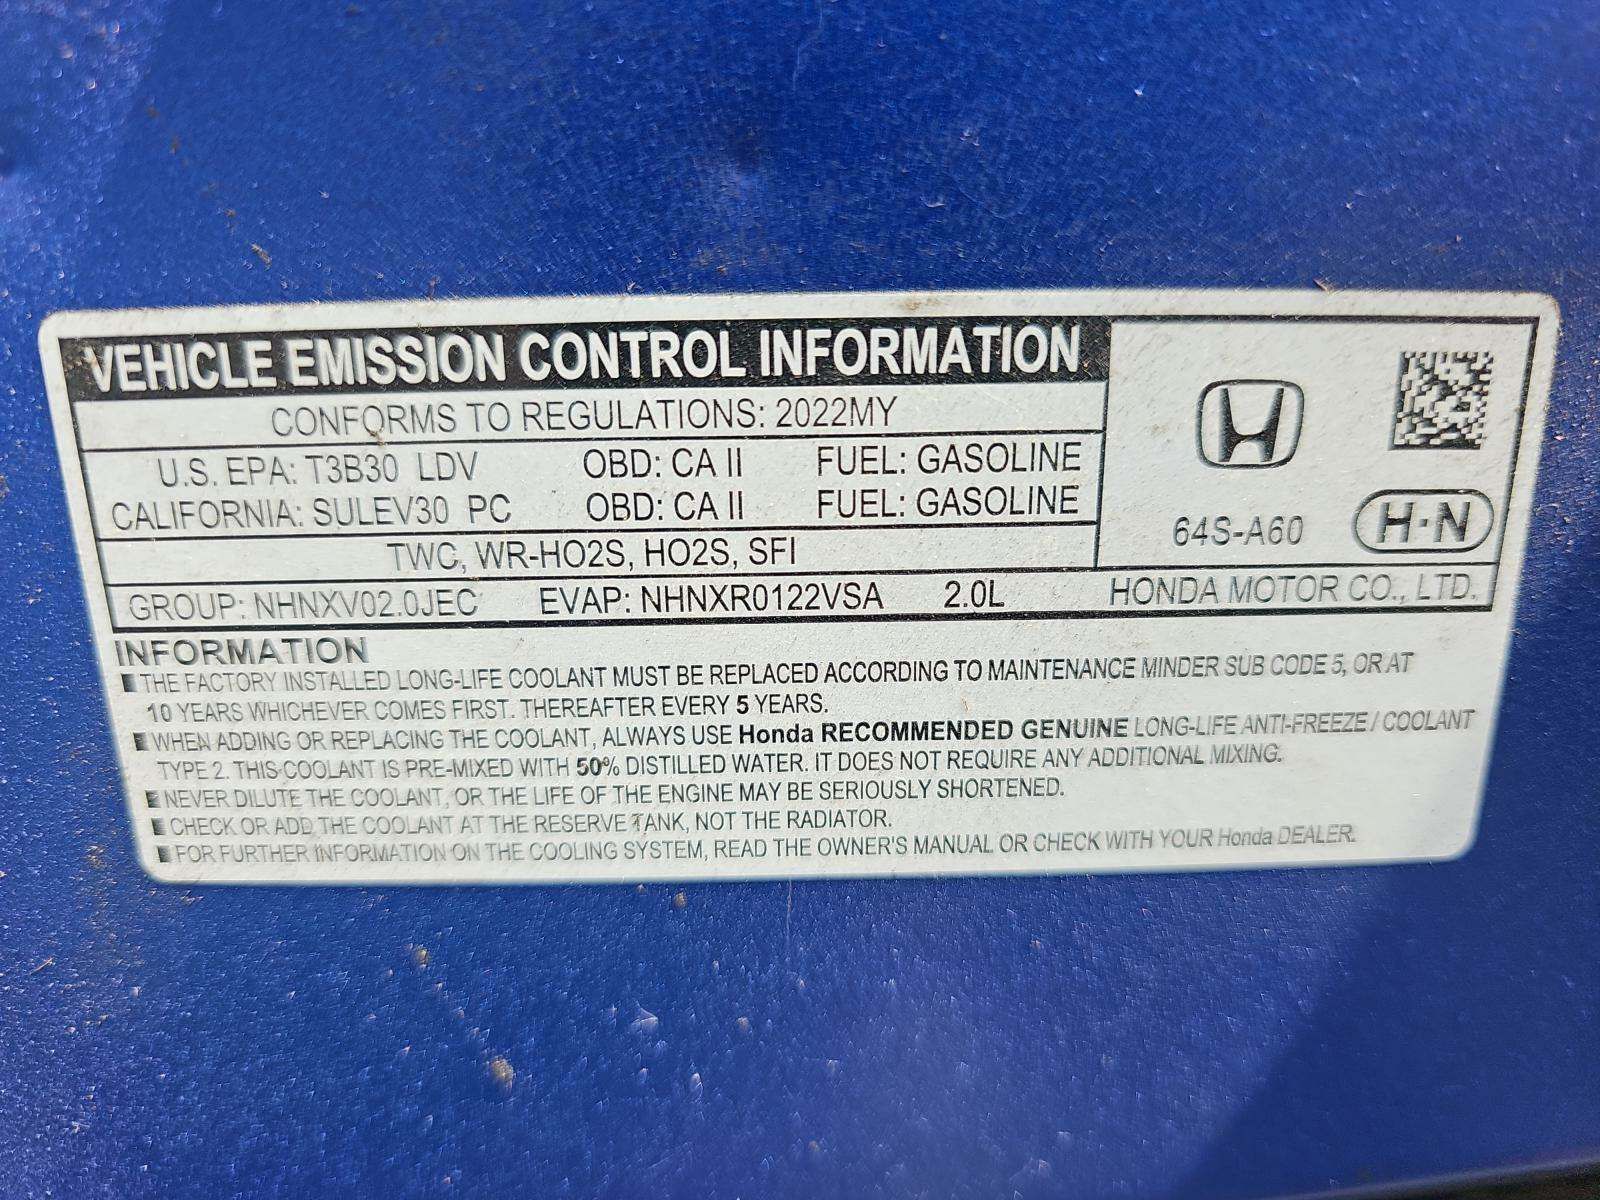 VEHICLE EMISSION CONTROL INFORMATION
CONFORMS TO REGULATIONS: 2022MY
U.S. EPA: T3B30 LDV OBD: CA II FUEL: GASOLINE
CALIFORNIA: SULEV30 PC OBD: CA II FUEL: GASOLINE
TWC, WR-HO2S, HO2S, SFI
64S-A60 H·N
GROUP: NHNXV02.0JEC EVAP: NHNXR0122VSA 2.0L HONDA MOTOR CO., LTD.
INFORMATION
THE FACTORY INSTALLED LONG-LIFE COOLANT MUST BE REPLACED ACCORDING TO MAINTENANCE MINDER SUB CODE 5, OR AT
10 YEARS WHICHEVER COMES FIRST. THEREAFTER EVERY 5 YEARS.
WHEN ADDING OR REPLACING THE COOLANT, ALWAYS USE Honda RECOMMENDED GENUINE LONG-LIFE ANTI-FREEZE / COOLANT
TYPE 2. THIS COOLANT IS PRE-MIXED WITH 50% DISTILLED WATER. IT DOES NOT REQUIRE ANY ADDITIONAL MIXING.
NEVER DILUTE THE COOLANT, OR THE LIFE OF THE ENGINE MAY BE SERIOUSLY SHORTENED.
CHECK OR ADD THE COOLANT AT THE RESERVE TANK, NOT THE RADIATOR.
FOR FURTHER INFORMATION ON THE COOLING SYSTEM, READ THE OWNER'S MANUAL OR CHECK WITH YOUR Honda DEALER.